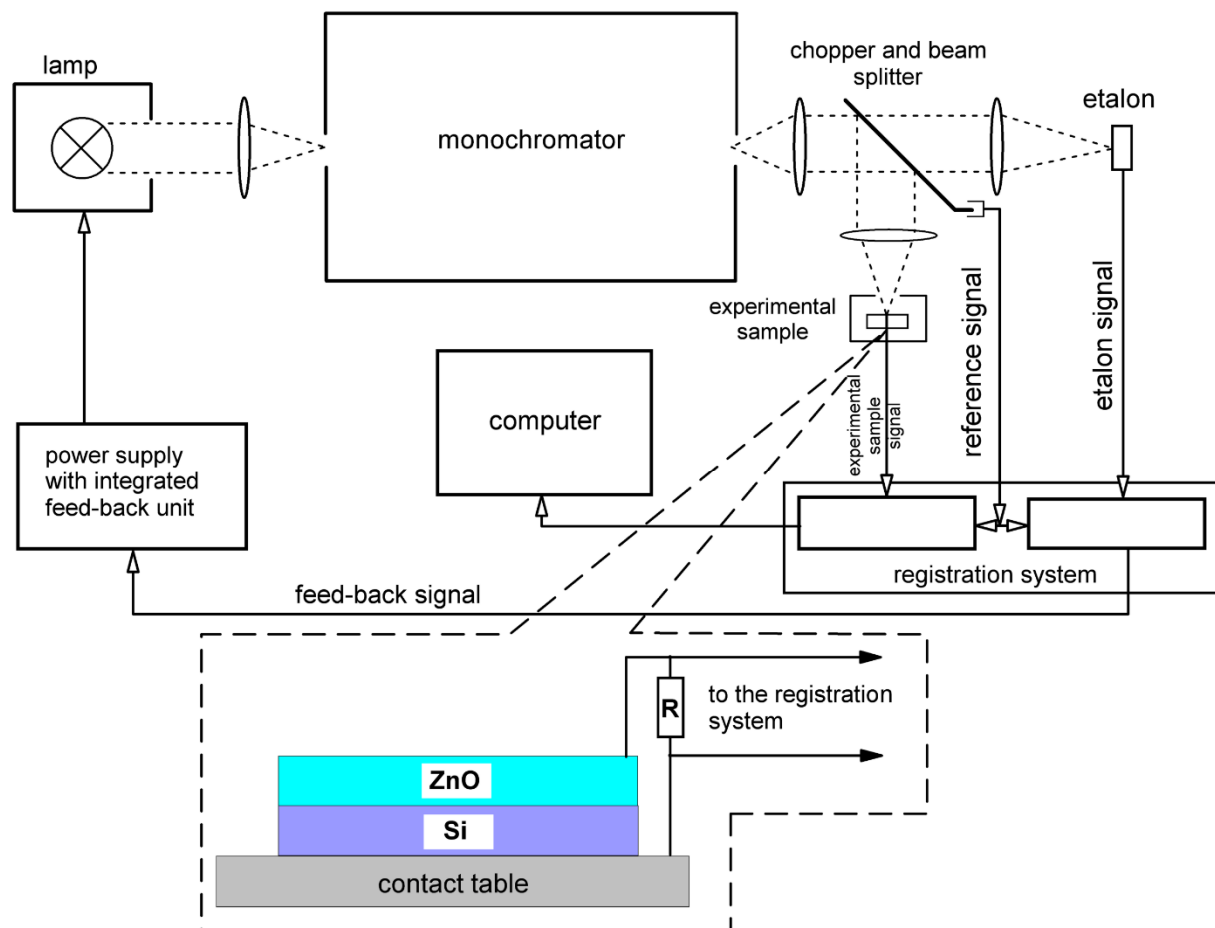 lamp
monochromator
chopper and beam
splitter
etalon
experimental
sample
experimental
sample
signal
reference signal
etalon signal
computer
power supply
with integrated
feed-back unit
registration system
feed-back signal
to the registration
system
R
ZnO
Si
contact table